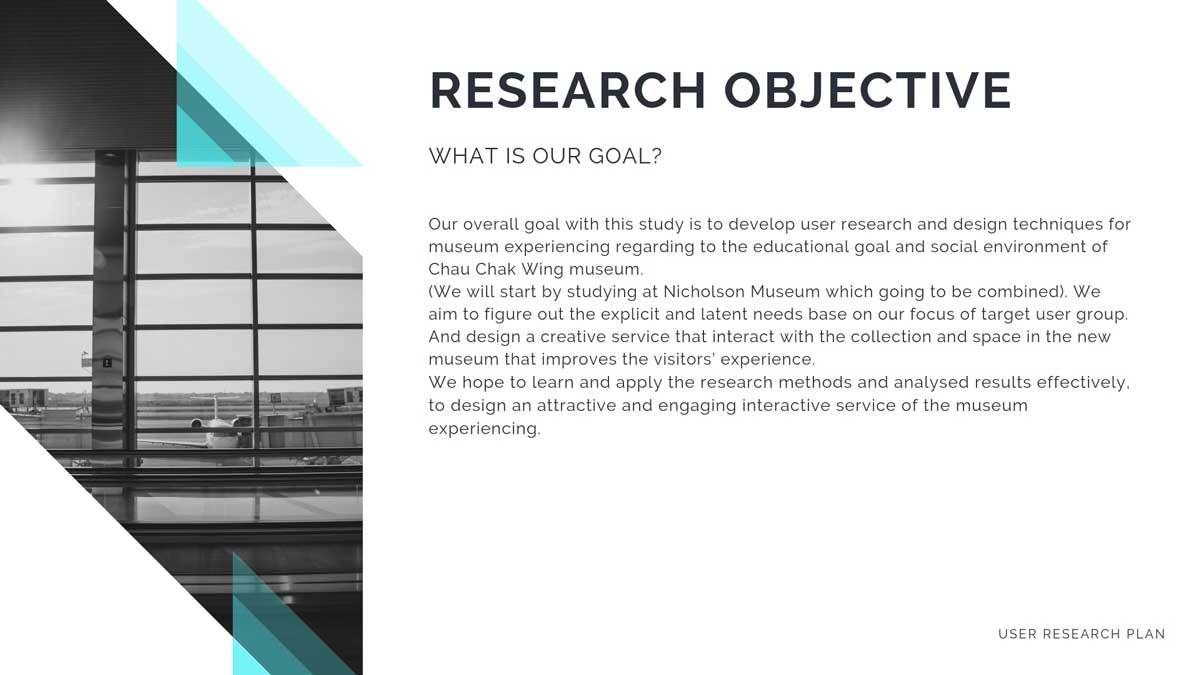 RESEARCH OBJECTIVE
WHAT IS OUR GOAL?
Our overall goal with this study is to develop user research and design techniques for
museum experiencing regarding to the educational goal and social environment of
Chau Chak Wing museum.
(We will start by studying at Nicholson Museum which going to be combined). We
aim to figure out the explicit and latent needs base on our focus of target user group.
And design a creative service that interact with the collection and space in the new
museum that improves the visitors’ experience.
We hope to learn and apply the research methods and analysed results effectively,
to design an attractive and engaging interactive service of the museum
experiencing.
USER RESEARCH PLAN